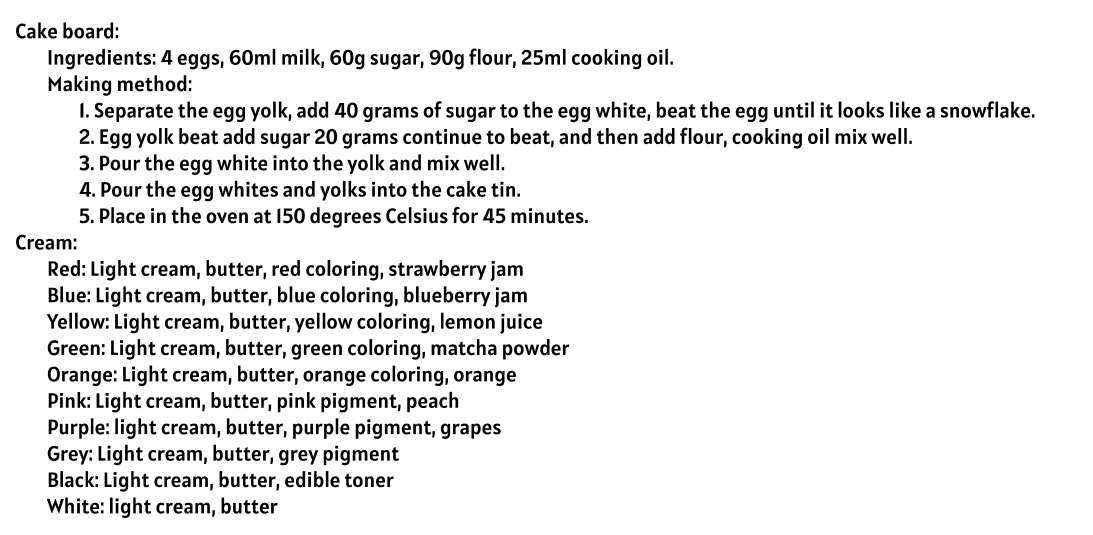 Cake board:
Ingredients: 4 eggs, 60ml milk, 60g sugar, 90g flour, 25ml cooking oil.
Making method:
1. Separate the egg yolk, add 40 grams of sugar to the egg white, beat the egg until it looks like a snowflake.
2. Egg yolk beat add sugar 20 grams continue to beat, and then add flour, cooking oil mix well.
3. Pour the egg white into the yolk and mix well.
4. Pour the egg whites and yolks into the cake tin.
5. Place in the oven at 150 degrees Celsius for 45 minutes.
Cream:
Red: Light cream, butter, red coloring, strawberry jam
Blue: Light cream, butter, blue coloring, blueberry jam
Yellow: Light cream, butter, yellow coloring, lemon juice
Green: Light cream, butter, green coloring, matcha powder
Orange: Light cream, butter, orange coloring, orange
Pink: Light cream, butter, pink pigment, peach
Purple: light cream, butter, purple pigment, grapes
Grey: Light cream, butter, grey pigment
Black: Light cream, butter, edible toner
White: light cream, butter